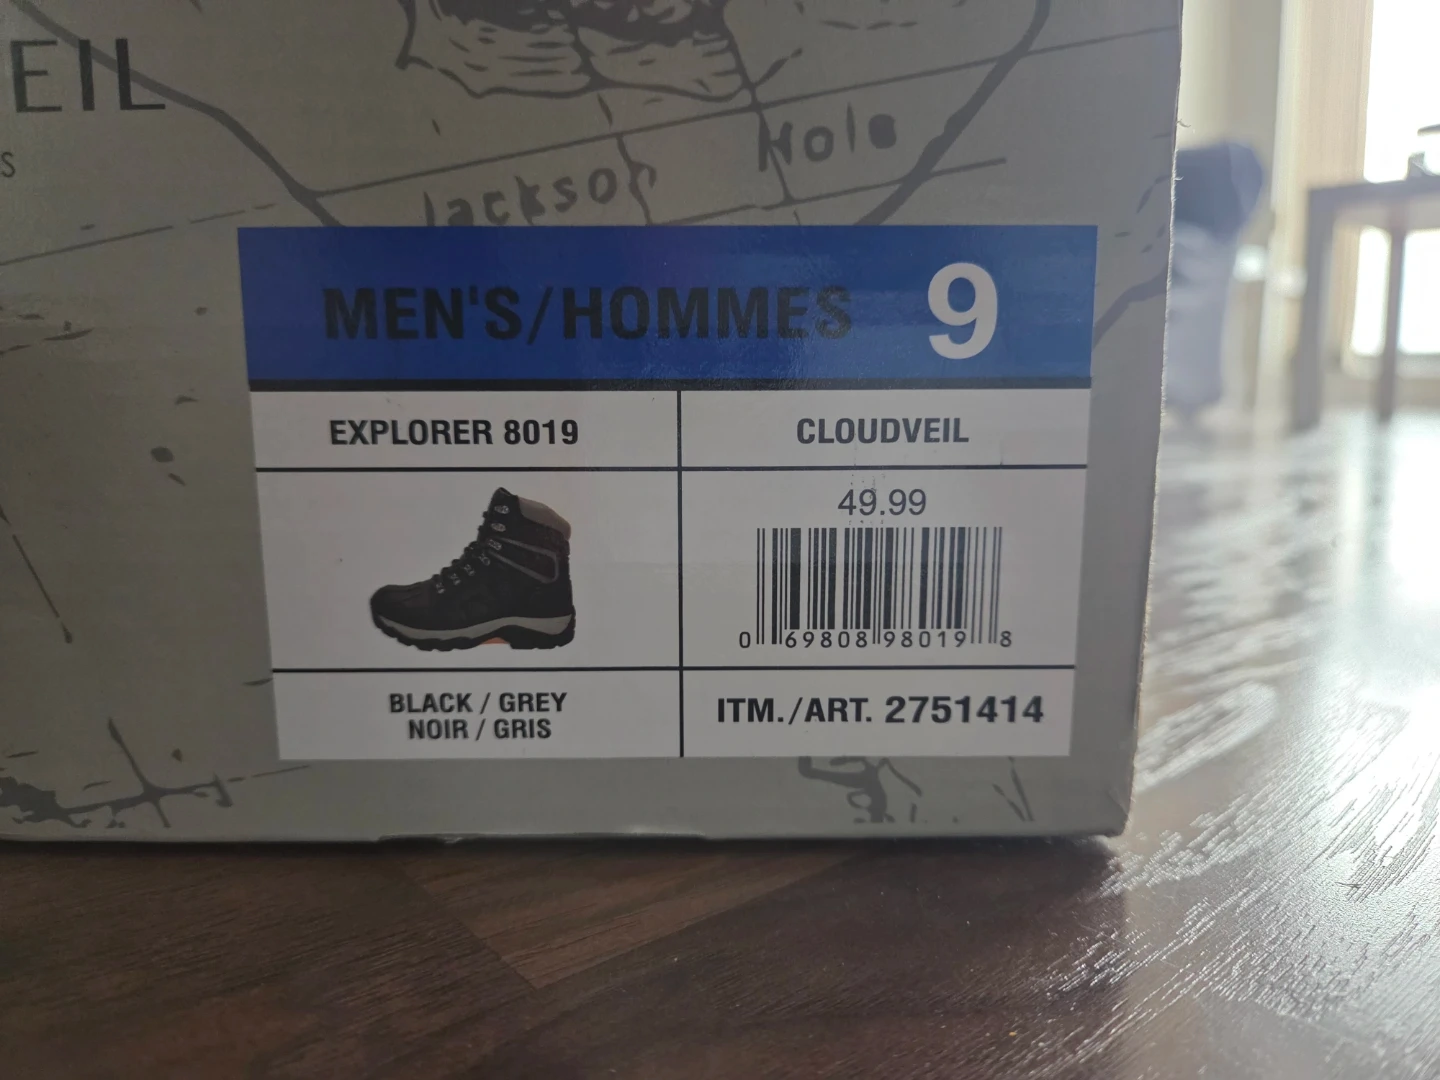 EIL
S
Jackson Hole
MEN'S/HOMMES 9
EXPLORER 8019
CLOUDVEIL
49.99
0 69808 98019 8
BLACK / GREY
NOIR / GRIS
ITM./ART. 2751414